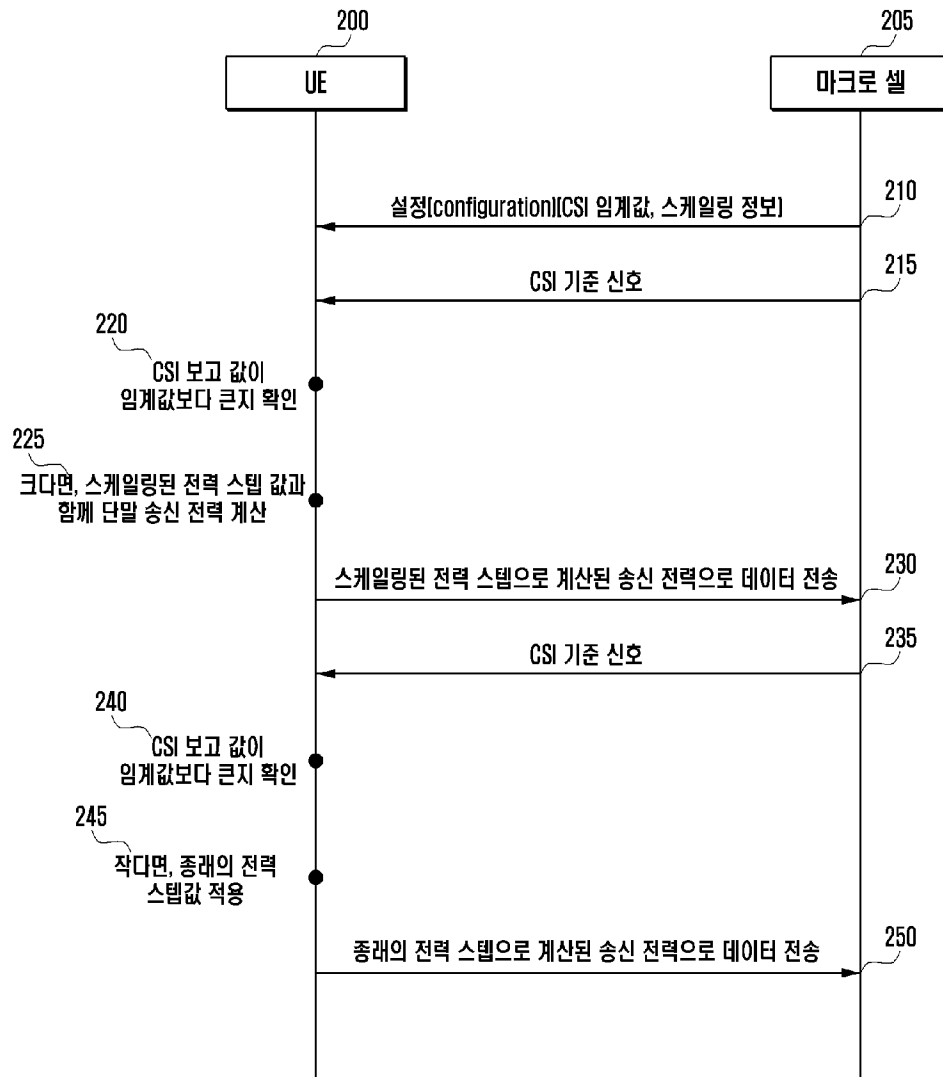 200
205
UE
마크로 셀
210
설정(configuration)(CSI 임계값, 스케일링 정보)
215
CSI 기준 신호
220
CSI 보고 값이
임계값보다 큰지 확인
225
크다면, 스케일링된 전력 스텝 값과
함께 단말 송신 전력 계산
230
스케일링된 전력 스텝으로 계산된 송신 전력으로 데이터 전송
235
CSI 기준 신호
240
CSI 보고 값이
임계값보다 큰지 확인
245
작다면, 종래의 전력
스텝값 적용
250
종래의 전력 스텝으로 계산된 송신 전력으로 데이터 전송